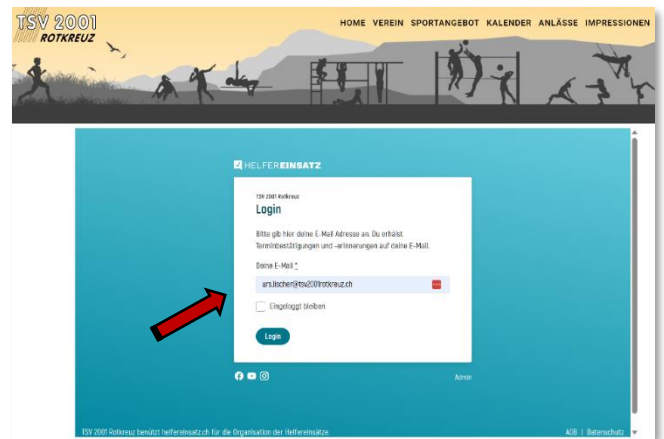 TSV 2001
ROTKREUZ
HOME VEREIN SPORTANGEBOT KALENDER ANLÄSSE IMPRESSIONEN
HELFEREINSATZ
TSV 2001 Rotkreuz
Login
Bitte gib hier deine E-Mail Adresse an. Du erhälst
Terminbestätigungen und -erinnerungen auf deine E-Mail.
Deine E-Mail *
urs.lischer@tsv2001rotkreuz.ch
Eingeloggt bleiben
Login
Admin
TSV 2001 Rotkreuz benützt helfereinsatz.ch für die Organisation der Helfereinsätze.
AGB | Datenschutz